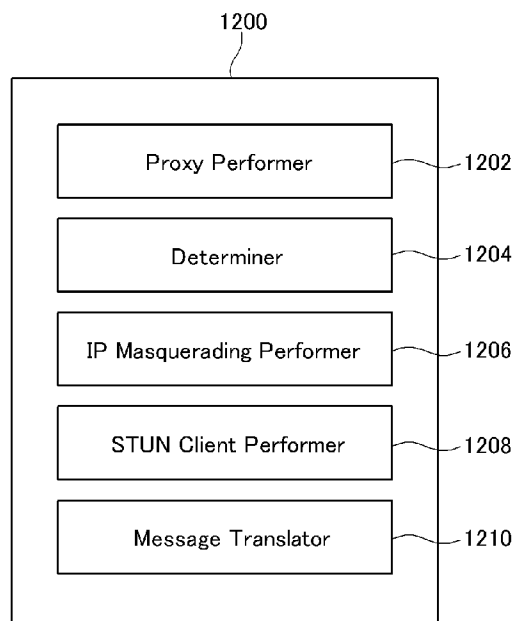 1200
Proxy Performer
1202
Determiner
1204
IP Masquerading Performer
1206
STUN Client Performer
1208
Message Translator
1210